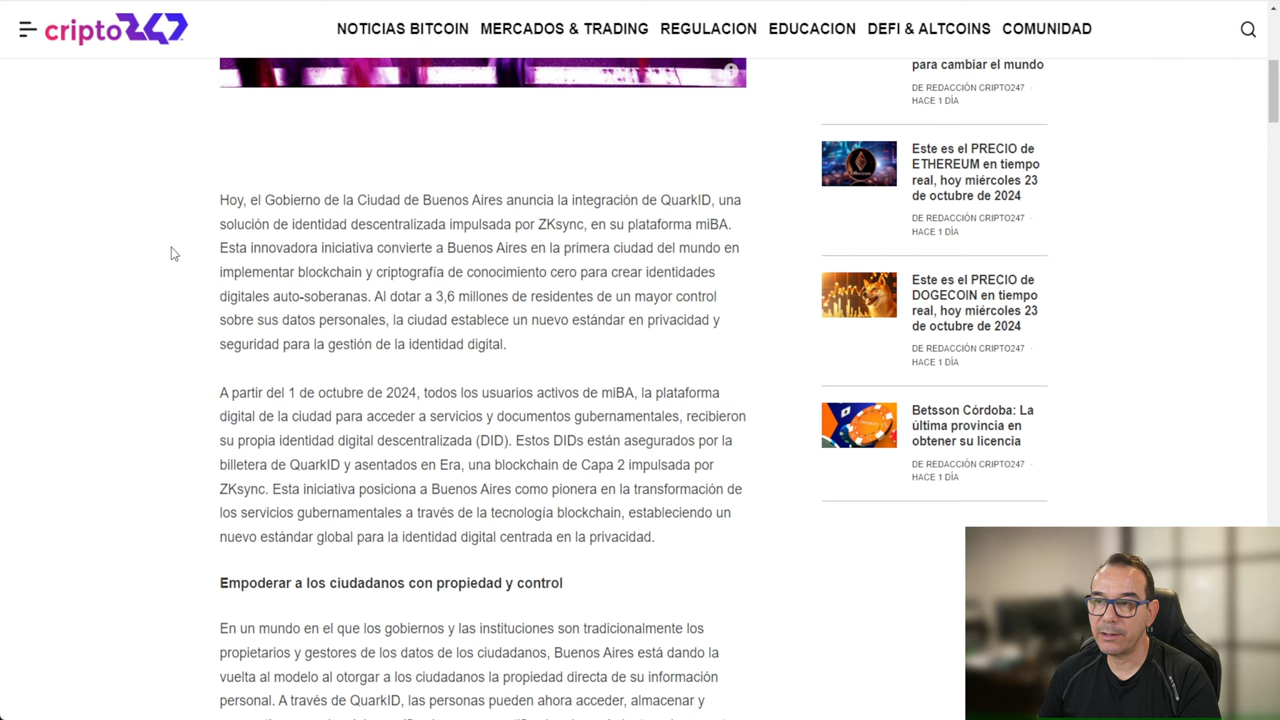 cripto247
NOTICIAS BITCOIN MERCADOS & TRADING REGULACION EDUCACION DEFI & ALTCOINS COMUNIDAD
Hoy, el Gobierno de la Ciudad de Buenos Aires anuncia la integración de QuarkID, una
solución de identidad descentralizada impulsada por ZKsync, en su plataforma miBA.
Esta innovadora iniciativa convierte a Buenos Aires en la primera ciudad del mundo en
implementar blockchain y criptografía de conocimiento cero para crear identidades
digitales auto-soberanas. Al dotar a 3,6 millones de residentes de un mayor control
sobre sus datos personales, la ciudad establece un nuevo estándar en privacidad y
seguridad para la gestión de la identidad digital.
A partir del 1 de octubre de 2024, todos los usuarios activos de miBA, la plataforma
digital de la ciudad para acceder a servicios y documentos gubernamentales, recibieron
su propia identidad digital descentralizada (DID). Estos DIDs están asegurados por la
billetera de QuarkID y asentados en Era, una blockchain de Capa 2 impulsada por
ZKsync. Esta iniciativa posiciona a Buenos Aires como pionera en la transformación de
los servicios gubernamentales a través de la tecnología blockchain, estableciendo un
nuevo estándar global para la identidad digital centrada en la privacidad.
Empoderar a los ciudadanos con propiedad y control
En un mundo en el que los gobiernos y las instituciones son tradicionalmente los
propietarios y gestores de los datos de los ciudadanos, Buenos Aires está dando la
vuelta al modelo al otorgar a los ciudadanos la propiedad directa de su información
personal. A través de QuarkID, las personas pueden ahora acceder, almacenar y
para cambiar el mundo
DE REDACCIÓN CRIPTO247 ·
HACE 1 DÍA
Este es el PRECIO de
ETHEREUM en tiempo
real, hoy miércoles 23
de octubre de 2024
DE REDACCIÓN CRIPTO247 ·
HACE 1 DÍA
Este es el PRECIO de
DOGECOIN en tiempo
real, hoy miércoles 23
de octubre de 2024
DE REDACCIÓN CRIPTO247 ·
HACE 1 DÍA
Betsson Córdoba: La
última provincia en
obtener su licencia
DE REDACCIÓN CRIPTO247 ·
HACE 1 DÍA